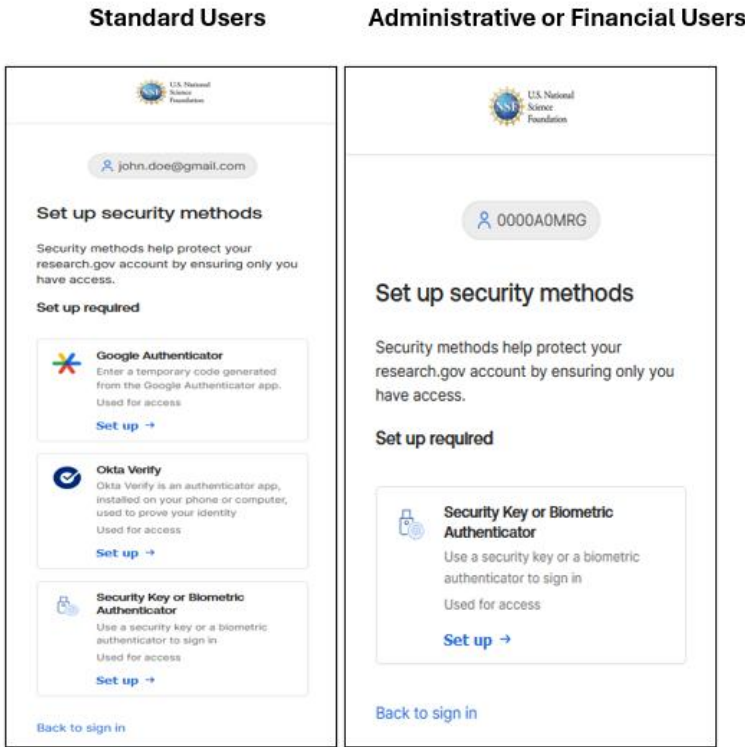 Standard Users
Administrative or Financial Users
U.S. National
Science
Foundation
NSF
john.doe@gmail.com
Set up security methods
Security methods help protect your
research.gov account by ensuring only you
have access.
Set up required
Google Authenticator
Enter a temporary code generated
from the Google Authenticator app.
Used for access
Set up →
Okta Verify
Okta Verify is an authenticator app,
installed on your phone or computer,
used to prove your identity
Used for access
Set up →
Security Key or Biometric
Authenticator
Use a security key or a biometric
authenticator to sign in
Used for access
Set up →
Back to sign in
U.S. National
Science
Foundation
NSF
0000A0MRG
Set up security methods
Security methods help protect your
research.gov account by ensuring only you
have access.
Set up required
Security Key or Biometric
Authenticator
Use a security key or a biometric
authenticator to sign in
Used for access
Set up →
Back to sign in